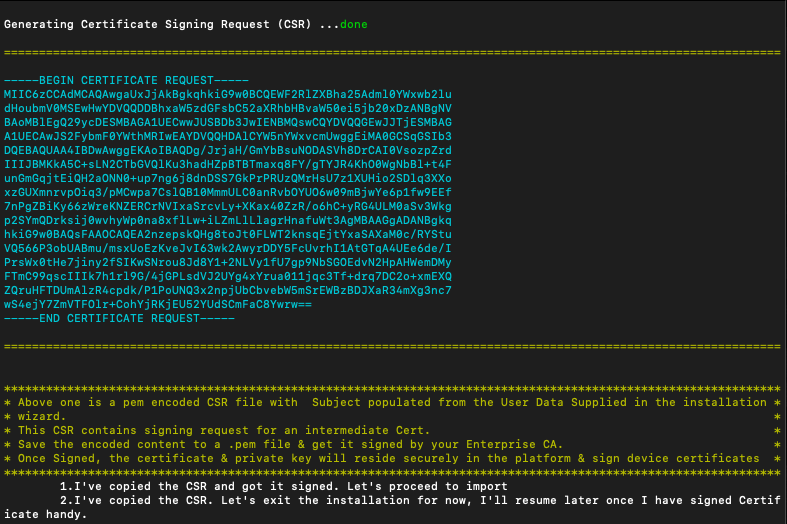 Generating Certificate Signing Request (CSR) ...done
================================================================================================================
-----BEGIN CERTIFICATE REQUEST-----
MIIC6zCCAdMCAQAwgaUxJjAkBgkqhkiG9w0BCQEWF2RlZXBha25Adml0YWxwb2lu
dHoubmV0MSEwHwYDVQQDDBhxaW5zdGFsbC52aXRhbHBvaW50ei5jb20xDzANBgNV
BAoMBlEgQ29ycDESMBAGA1UECwwJUSBDb3JwIENBMQswCQYDVQQGEwJJTjESMBAG
A1UECAwJS2FybmF0YWthMRIwEAYDVQQHDAlCYW5nYWxvcmUwggEiMA0GCSqGSIb3
DQEBAQUAA4IBDwAwggEKAoIBAQDg/JrjaH/GmYbBsuNODASVh8DrCAI0VsozpZrd
IIIJBMKkA5C+sLN2CTbGVQlKu3hadHZpBTBTmaxq8FY/gTYJR4KhO0WgNbBl+t4F
unGmGqjtEiQH2aONN0+up7ng6j8dnDSS7GkPrPRUzQMrHsU7z1XUHio2SDlq3XXo
xzGUXmnrvpOiq3/pMCwpa7CslQB10MmmULC0anRvbOYUO6w09mBjwYe6p1fw9EEf
7nPgZBiKy66zWreKNZERCrNVIxaSrcvLy+XKax40ZzR/o6hC+yRG4ULM0aSv3Wkg
p2SYmQDrksij0wvhyWp0na8xflLw+iLZmLlLlagrHnafuWt3AgMBAAGgADANBgkq
hkiG9w0BAQsFAAOCAQEA2nzepskQHg8toJt0FLWT2knsqEjtYxaSAXaM0c/RYStu
VQ566P3obUABmu/msxUoEzKveJvI63wk2AwyrDDY5FcUvrhI1AtGTqA4UEe6de/I
PrsWx0tHe7jiny2fSIKwSNrou8Jd8Y1+2NLVy1fU7gp9NbSGOEdvN2HpAHWemDMy
FTmC99qscIIIk7h1rl9G/4jGPLsdVJ2UYg4xYrua011jqc3Tf+drq7DC2o+xmEXQ
ZQruHFTDUmAlzR4cpdk/P1PoUNQ3x2npjUbCbvebW5mSrEWBzBDJXaR34mXg3nc7
wS4ejY7ZmVTFOlr+CohYjRKjEU52YUdSCmFaC8Ywrw==
-----END CERTIFICATE REQUEST-----
================================================================================================================
****************************************************************************************************************
* Above one is a pem encoded CSR file with  Subject populated from the User Data Supplied in the installation *
* wizard. *
* This CSR contains signing request for an intermediate Cert. *
* Save the encoded content to a .pem file & get it signed by your Enterprise CA. *
* Once Signed, the certificate & private key will reside securely in the platform & sign device certificates *
****************************************************************************************************************
1.I've copied the CSR and got it signed. Let's proceed to import
2.I've copied the CSR. Let's exit the installation for now, I'll resume later once I have signed Certif
icate handy.